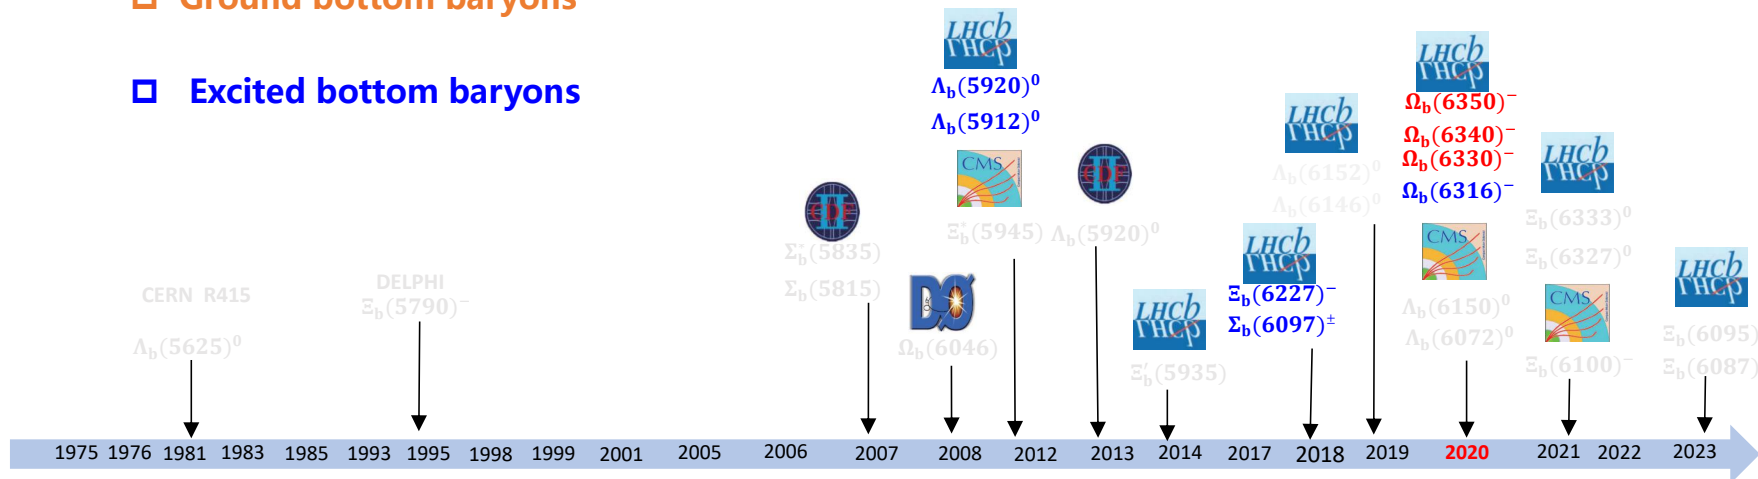 Ground bottom baryons
Excited bottom baryons
CERN R415
Λb(5625)⁰
DELPHI
Ξb(5790)⁻
CDF
II
Σb*(5835)
Σb(5815)
DØ
Ωb(6046)
LHCb
Λb(5920)⁰
Λb(5912)⁰
CMS
Ξb*(5945)
CDF
II
Λb(5920)⁰
LHCb
Ξb′(5935)
LHCb
Ξb(6227)⁻
Σb(6097)±
LHCb
Λb(6152)⁰
Λb(6146)⁰
LHCb
Ωb(6350)⁻
Ωb(6340)⁻
Ωb(6330)⁻
Ωb(6316)⁻
CMS
Λb(6150)⁰
Λb(6072)⁰
LHCb
Ξb(6333)⁰
Ξb(6327)⁰
CMS
Ξb(6100)⁻
LHCb
Ξb(6095)
Ξb(6087)
1975 1976 1981 1983 1985 1993 1995 1998 1999 2001 2005 2006 2007 2008 2012 2013 2014 2017 2018 2019 2020 2021 2022 2023